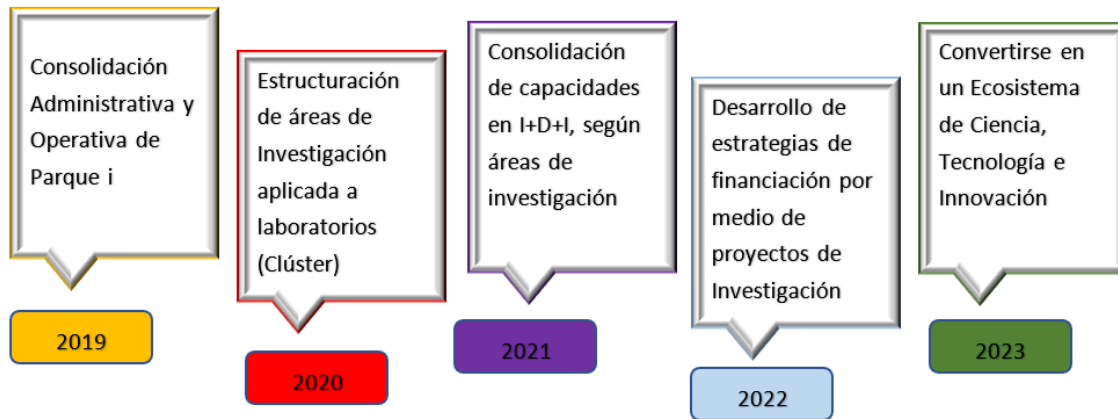 Consolidación
Administrativa y
Operativa de
Parque i
2019
Estructuración
de áreas de
Investigación
aplicada a
laboratorios
(Clúster)
2020
Consolidación
de capacidades
en I+D+I, según
áreas de
investigación
2021
Desarrollo de
estrategias de
financiación por
medio de
proyectos de
Investigación
2022
Convertirse en
un Ecosistema
de Ciencia,
Tecnología e
Innovación
2023